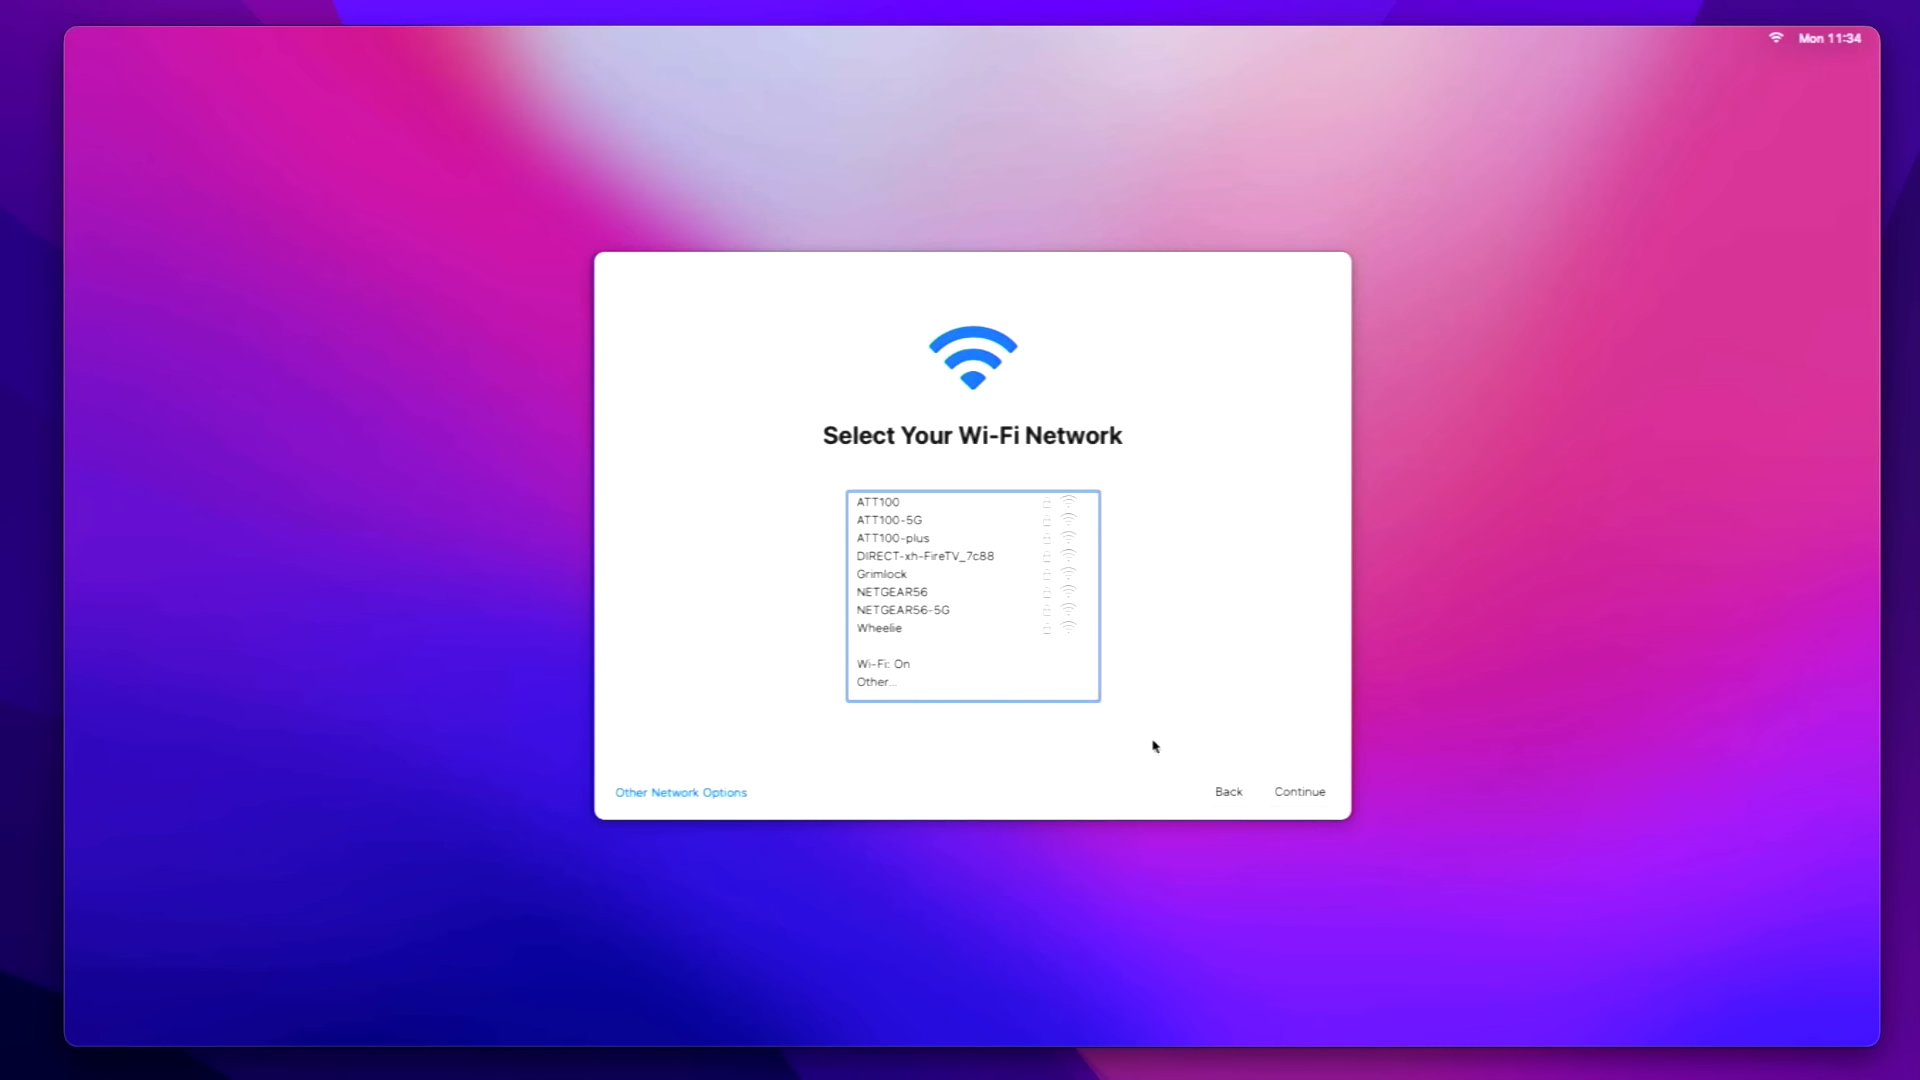 Mon 11:34
Select Your Wi-Fi Network
ATT100
ATT100-5G
ATT100-plus
DIRECT-xh-FireTV_7c88
Grimlock
NETGEAR56
NETGEAR56-5G
Wheelie
Wi-Fi: On
Other...
Other Network Options
Back
Continue